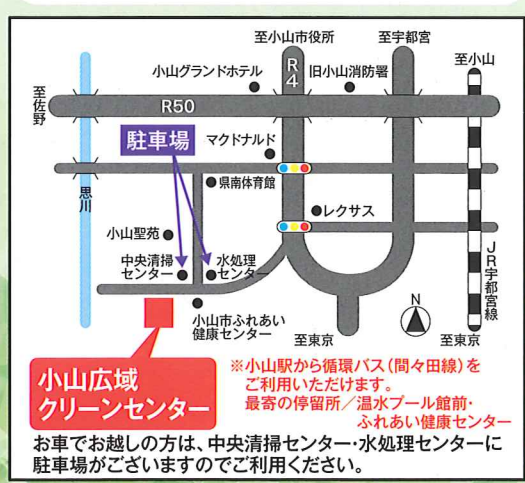 至小山市役所
至宇都宮
至小山
小山グランドホテル
R4
旧小山消防署
至佐野
R50
駐車場
マクドナルド
県南体育館
思川
レクサス
小山聖苑
中央清掃
センター
水処理
センター
JR宇都宮線
小山市ふれあい
健康センター
N
至東京
至東京
小山広域
クリーンセンター
※小山駅から循環バス(間々田線)を
ご利用いただけます。
最寄の停留所/温水プール館前・
ふれあい健康センター
お車でお越しの方は、中央清掃センター・水処理センターに
駐車場がございますのでご利用ください。